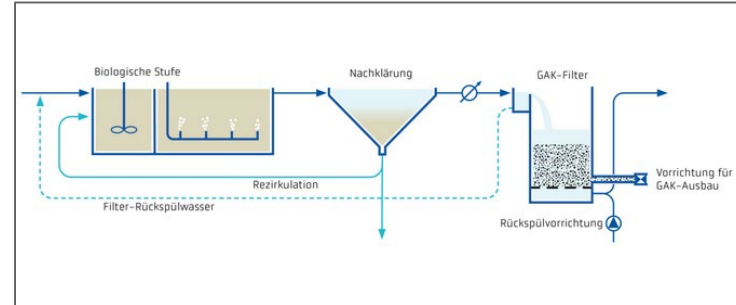 Biologische Stufe
Nachklärung
GAK-Filter
Vorrichtung für
GAK-Ausbau
Rezirkulation
Filter-Rückspülwasser
Rückspülvorrichtung